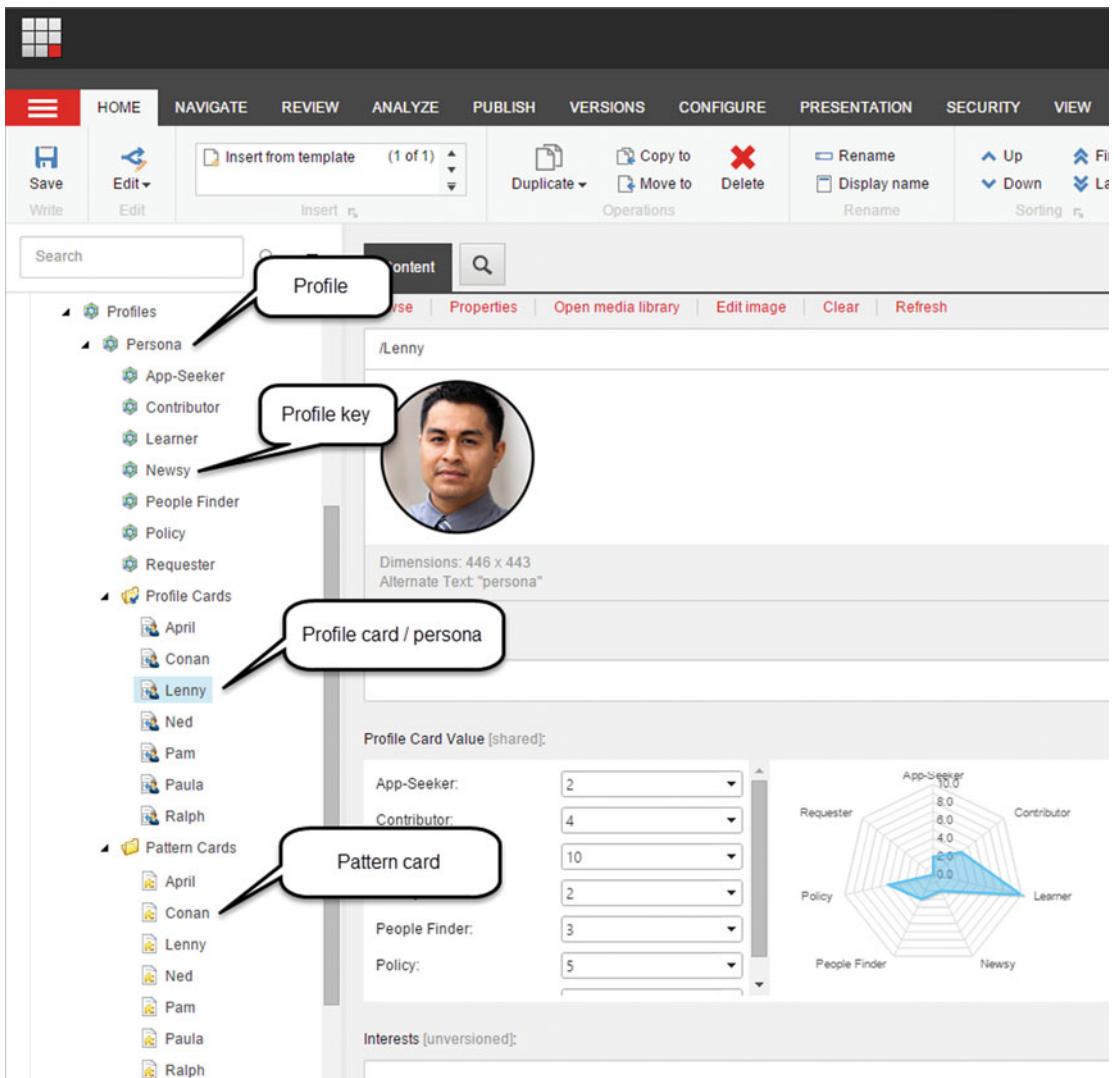 HOME NAVIGATE REVIEW ANALYZE PUBLISH VERSIONS CONFIGURE PRESENTATION SECURITY VIEW
Save
Write
Edit
Edit
Insert from template (1 of 1)
Insert
Duplicate
Copy to
Move to
Delete
Operations
Rename
Display name
Rename
Up
Down
Sorting
Search
Content
Profile
Properties Open media library Edit image Clear Refresh
/Lenny
Profiles
Persona
App-Seeker
Contributor
Learner
Newsy
People Finder
Policy
Requester
Profile Cards
April
Conan
Lenny
Ned
Pam
Paula
Ralph
Pattern Cards
April
Conan
Lenny
Ned
Pam
Paula
Ralph
Profile key
Dimensions: 446 x 443
Alternate Text: "persona"
Profile card / persona
Pattern card
Profile Card Value [shared]:
App-Seeker: 2
Contributor: 4
10
2
People Finder: 3
Policy: 5
App-Seeker
10.0
8.0
6.0
4.0
2.0
0.0
Requester
Contributor
Policy
Learner
People Finder
Newsy
Interests [unversioned]: